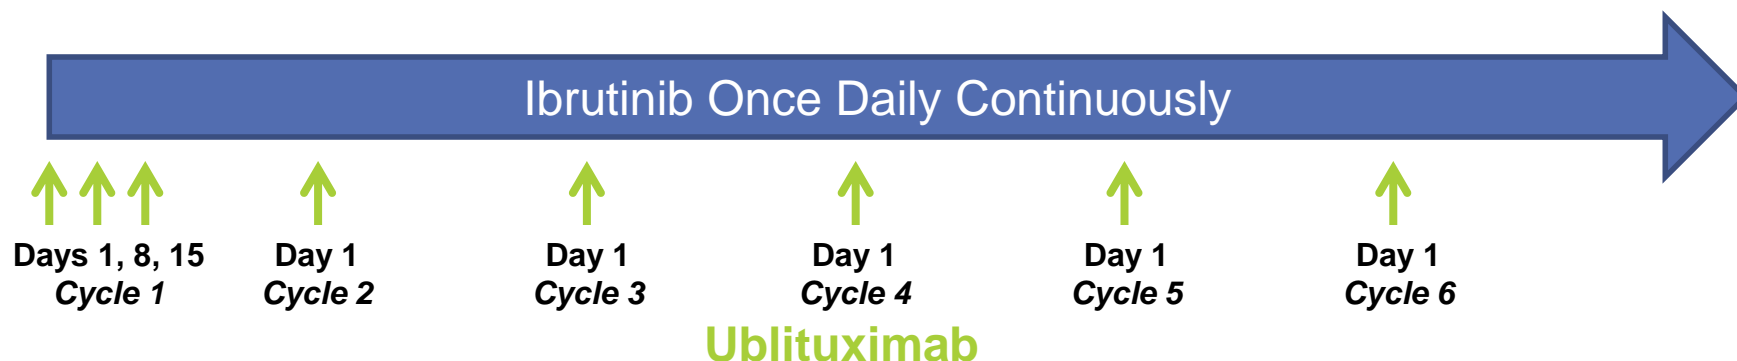 Ibrutinib Once Daily Continuously
Days 1, 8, 15
Cycle 1
Day 1
Cycle 2
Day 1
Cycle 3
Day 1
Cycle 4
Day 1
Cycle 5
Day 1
Cycle 6
Ublituximab